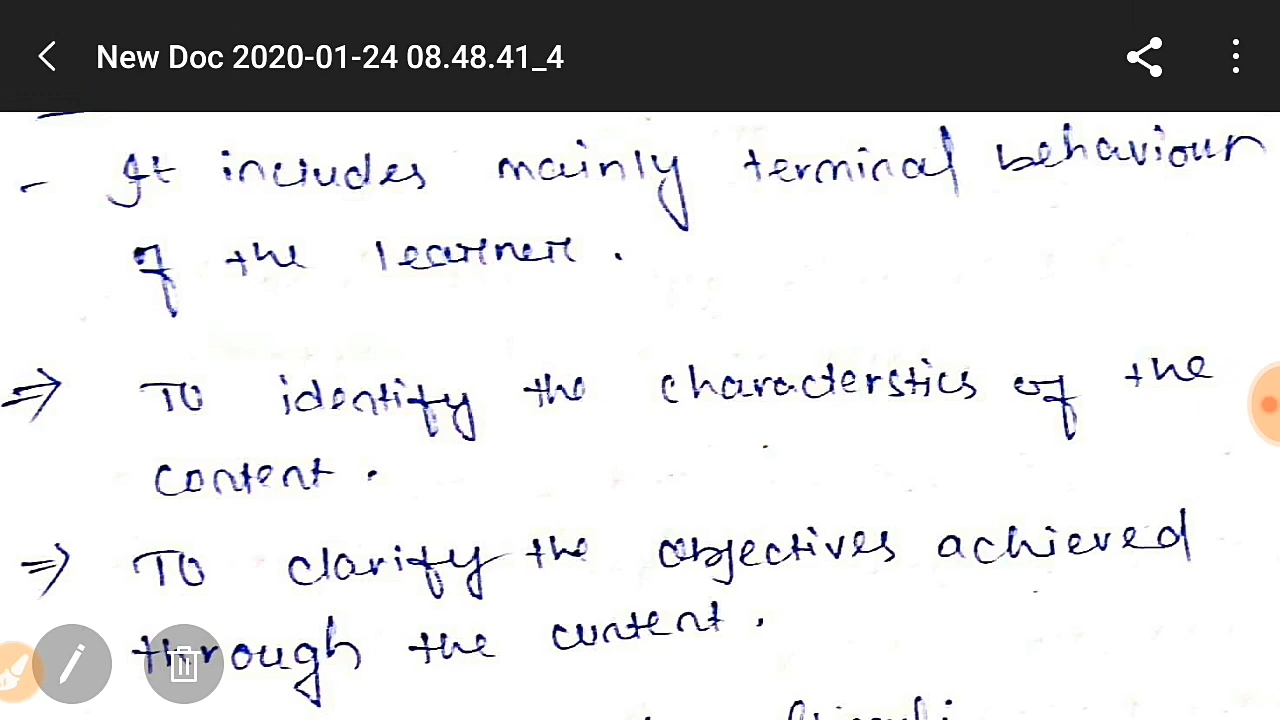 New Doc 2020-01-24 08.48.41_4
- It includes mainly terminal behaviour
of the learner.
⇒ To identify the characterstics of the
content.
⇒ To clarify the objectives achieved
through the content.